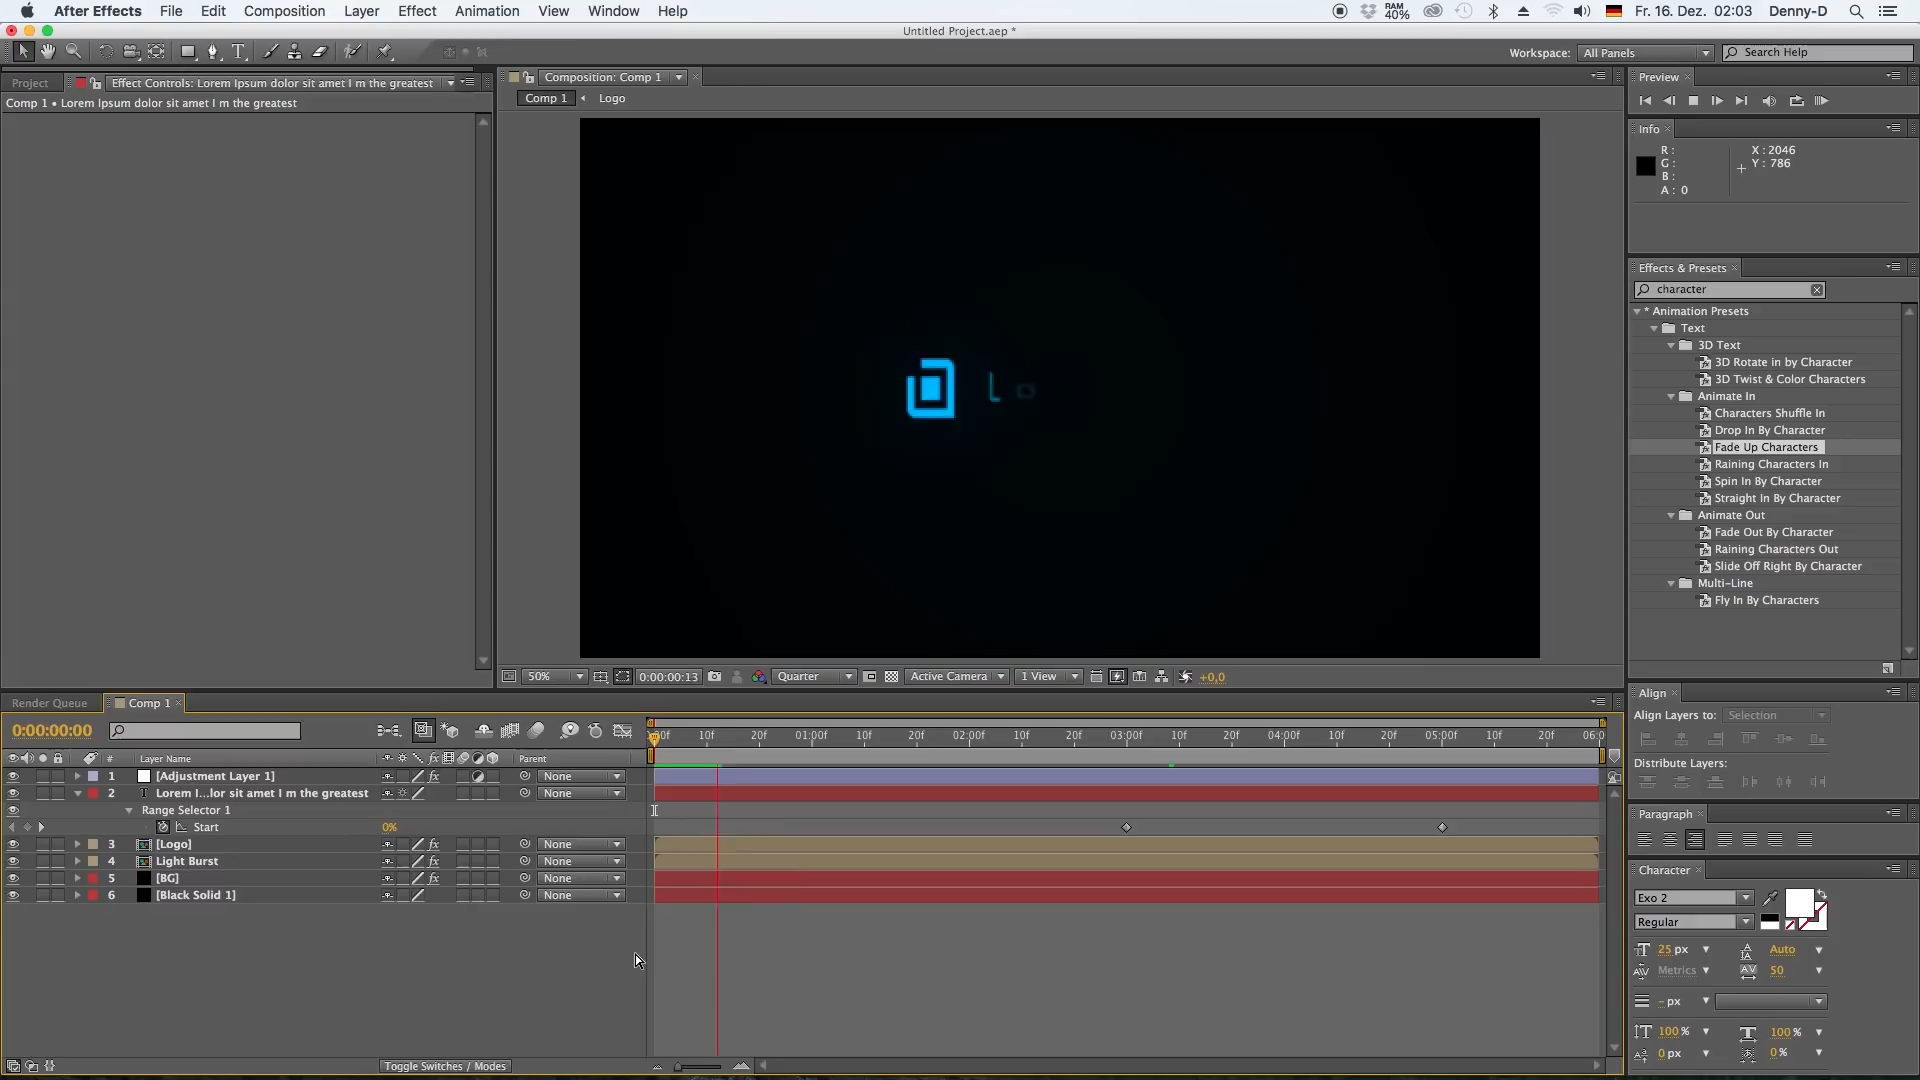 After Effects File Edit Composition Layer Effect Animation View Window Help
RAM 40% Fr. 16. Dez. 02:03 Denny-D
Untitled Project.aep *
Workspace: All Panels Search Help
Project Effect Controls: Lorem Ipsum dolor sit amet I m the greatest
Comp 1 • Lorem Ipsum dolor sit amet I m the greatest
Composition: Comp 1
Comp 1 Logo
L o
50% 0:00:00:13 Quarter Active Camera 1 View +0,0
Preview
Info
R :
G :
B :
A : 0
X : 2046
Y : 786
Effects & Presets
character
* Animation Presets
Text
3D Text
3D Rotate in by Character
3D Twist & Color Characters
Animate In
Characters Shuffle In
Drop In By Character
Fade Up Characters
Raining Characters In
Spin In By Character
Straight In By Character
Animate Out
Fade Out By Character
Raining Characters Out
Slide Off Right By Character
Multi-Line
Fly In By Characters
Align
Align Layers to: Selection
Distribute Layers:
Paragraph
Character
Exo 2
Regular
25 px Auto
Metrics 50
- px
100 % 100 %
0 px 0 %
Render Queue Comp 1
0:00:00:00
:00f 10f 20f 01:00f 10f 20f 02:00f 10f 20f 03:00f 10f 20f 04:00f 10f 20f 05:00f 10f 20f 06:0
# Layer Name Parent
1 [Adjustment Layer 1] None
2 Lorem I...lor sit amet I m the greatest None
Range Selector 1
Start 0%
3 [Logo] None
4 Light Burst None
5 [BG] None
6 [Black Solid 1] None
Toggle Switches / Modes